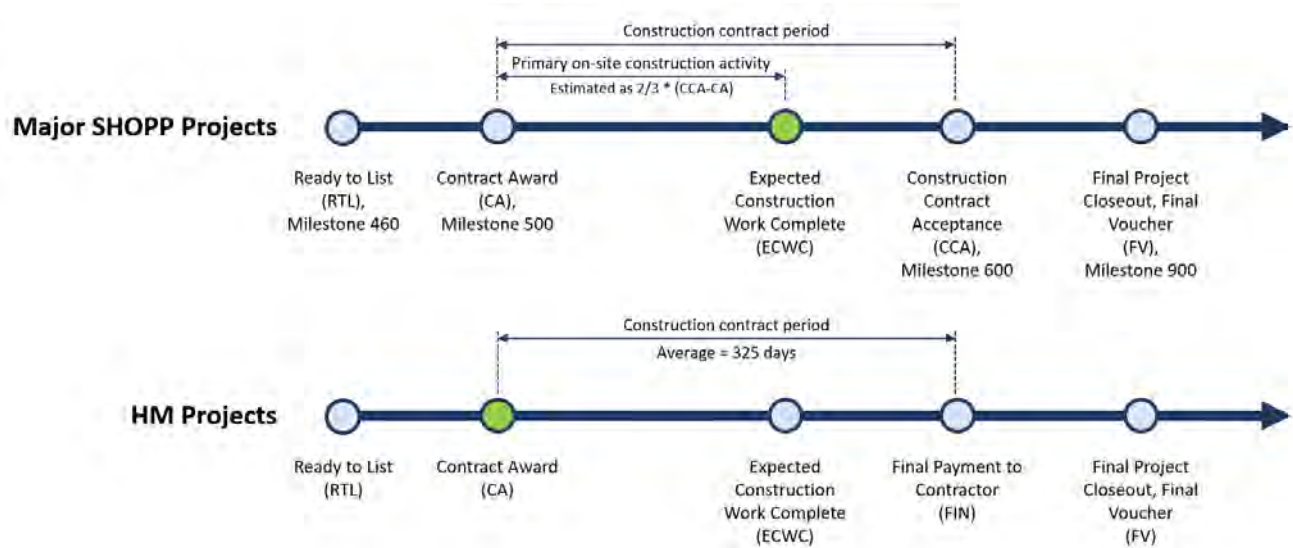 Construction contract period
Primary on-site construction activity
Estimated as 2/3 * (CCA-CA)
Major SHOPP Projects
Ready to List
(RTL),
Milestone 460
Contract Award
(CA),
Milestone 500
Expected
Construction
Work Complete
(ECWC)
Construction
Contract
Acceptance
(CCA),
Milestone 600
Final Project
Closeout, Final
Voucher
(FV),
Milestone 900
Construction contract period
Average = 325 days
HM Projects
Ready to List
(RTL)
Contract Award
(CA)
Expected
Construction
Work Complete
(ECWC)
Final Payment to
Contractor
(FIN)
Final Project
Closeout, Final
Voucher
(FV)